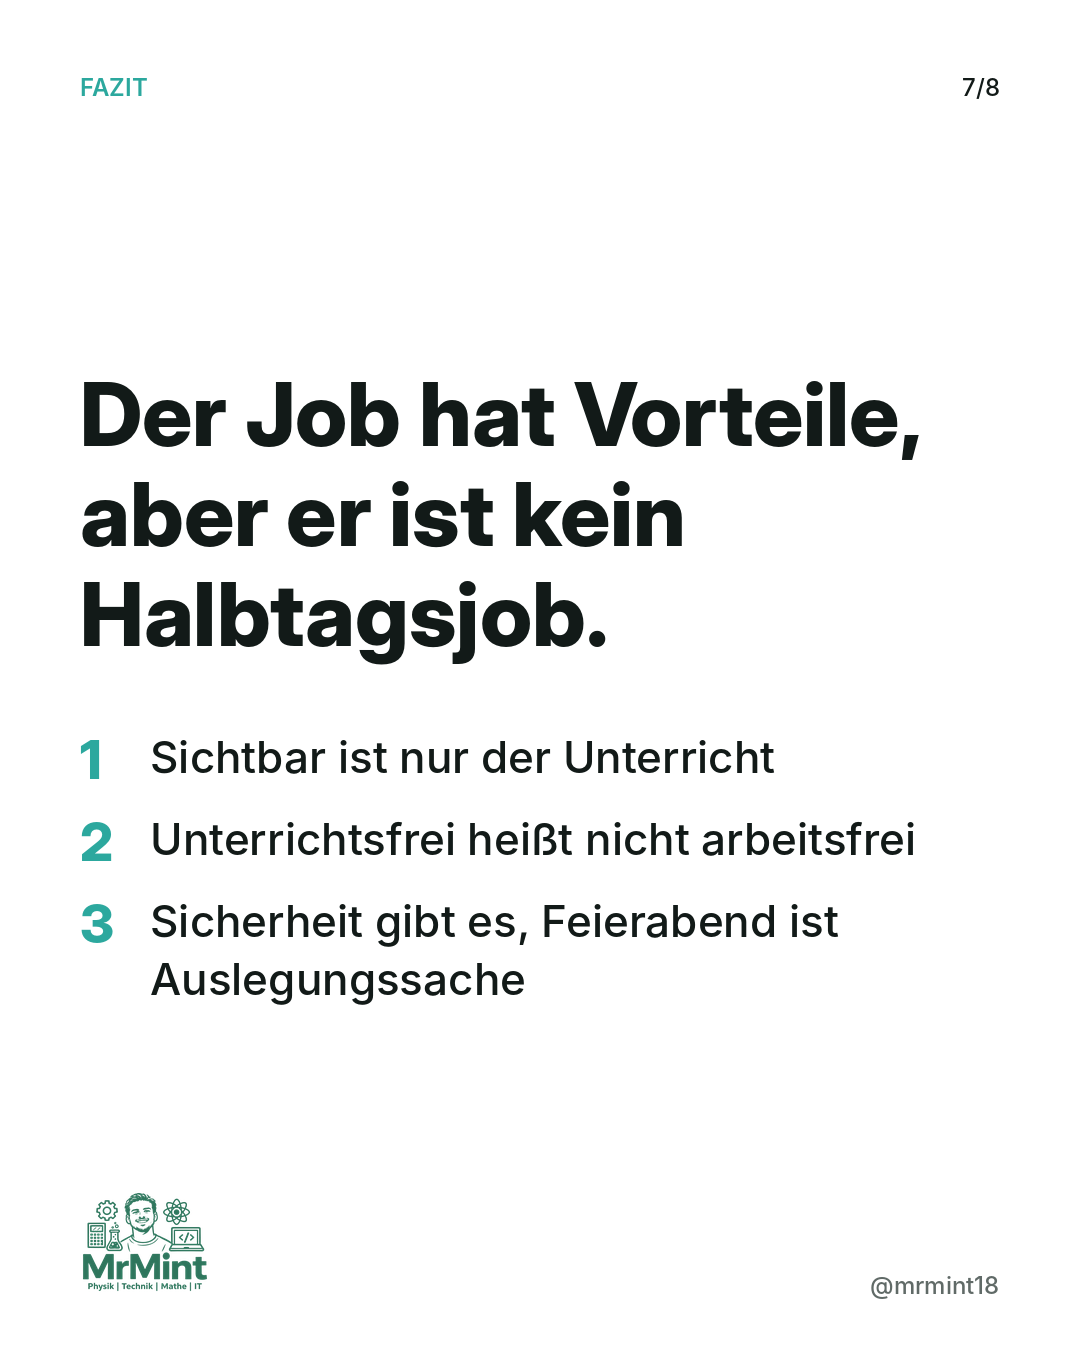 FAZIT
7/8
Der Job hat Vorteile,
aber er ist kein
Halbtagsjob.
1 Sichtbar ist nur der Unterricht
2 Unterrichtsfrei heißt nicht arbeitsfrei
3 Sicherheit gibt es, Feierabend ist
Auslegungssache
MrMint
Physik | Technik | Mathe | IT
@mrmint18